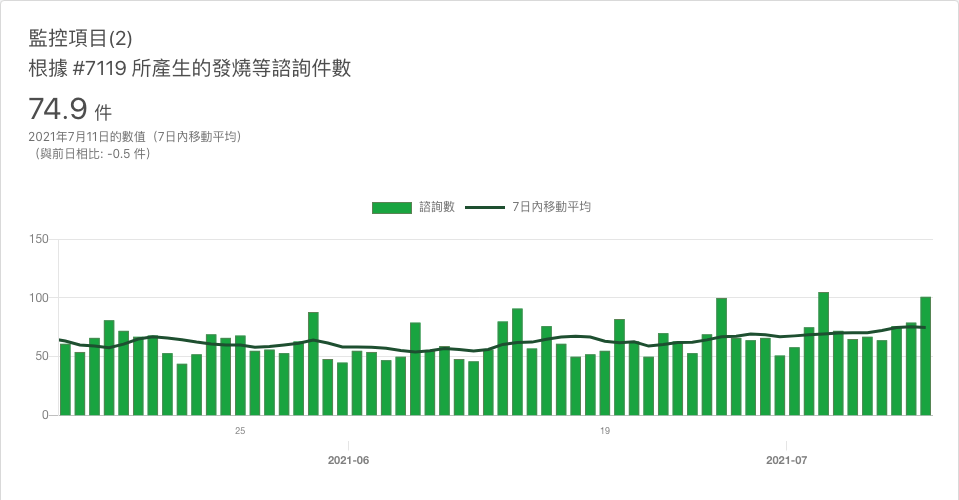 監控項目(2)
根據 #7119 所產生的發燒等諮詢件數
74.9 件
2021年7月11日的數值（7日內移動平均）
（與前日相比: -0.5 件）
諮詢數 7日內移動平均
150
100
50
0
25 19
2021-06 2021-07